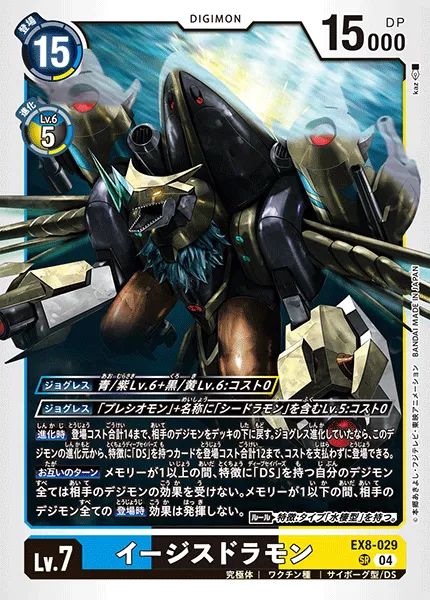 登場
15
DIGIMON
15000
DP
進化
Lv.6
5
kaz
BANDAI MADE IN JAPAN
© 本郷あきよし・フジテレビ・東映アニメーション
ジョグレス 青/紫Lv.6+黒/黄Lv.6:コスト0
ジョグレス 「プレシオモン」+名称に「シードラモン」を含むLv.5:コスト0
進化時 登場コスト合計14まで、相手のデジモンをデッキの下に戻す。ジョグレス進化していたなら、このデ
ジモンの進化元から、特徴に「DS」を持つカードを登場コスト合計12まで、コストを支払わずに登場できる。
お互いのターン メモリーが1以上の間、特徴に「DS」を持つ自分のデジモン
全ては相手のデジモンの効果を受けない。メモリーが1以下の間、相手のデ
ジモン全ての 登場時 効果は発揮しない。
ルール 特徴:タイプ「水棲型」を持つ。
Lv.7
イージスドラモン
EX8-029
SR 04
究極体 ワクチン種 サイボーグ型/DS